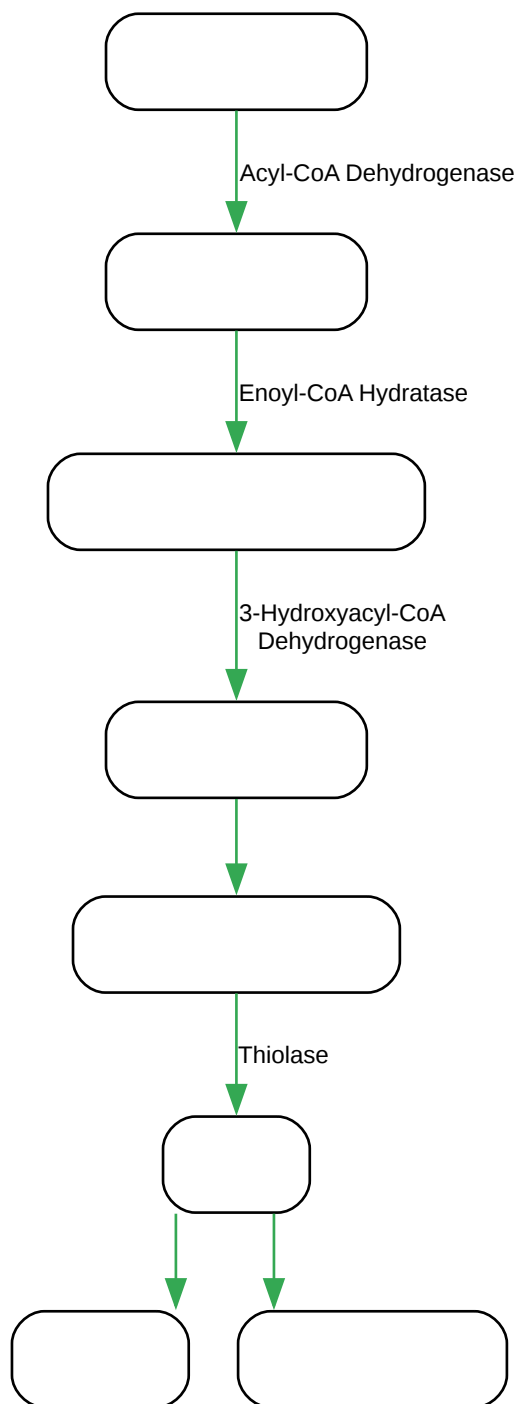 Acyl-CoA Dehydrogenase
Enoyl-CoA Hydratase
3-Hydroxyacyl-CoA
Dehydrogenase
Thiolase